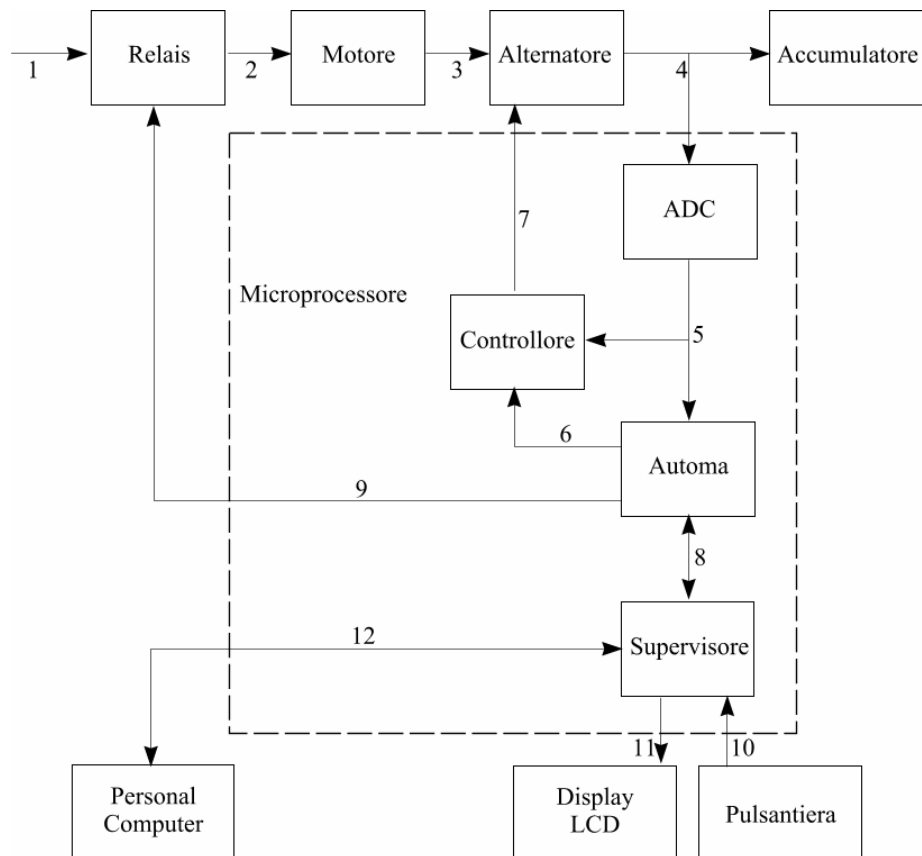 1
Relais
2
Motore
3
Alternatore
4
Accumulatore
ADC
7
Microprocessore
Controllore
5
6
Automa
9
8
12
Supervisore
11
10
Personal
Computer
Display
LCD
Pulsantiera